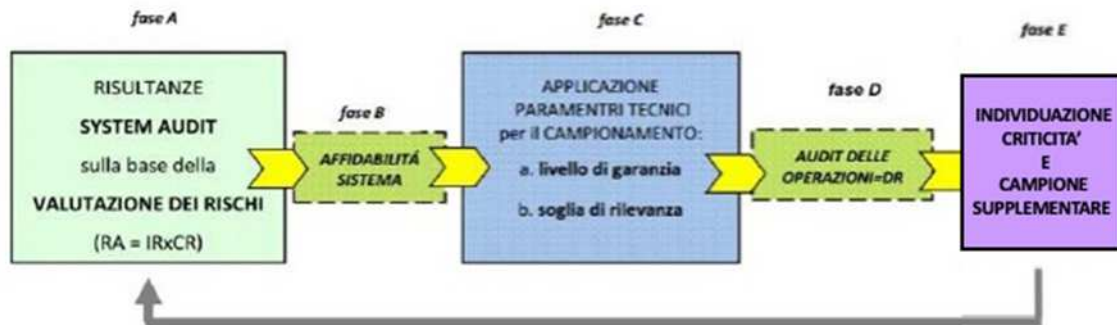 fase A
RISULTANZE
SYSTEM AUDIT
sulla base della
VALUTAZIONE DEI RISCHI
(RA = IRxCR)
fase B
AFFIDABILITÁ
SISTEMA
fase C
APPLICAZIONE
PARAMENTRI TECNICI
per il CAMPIONAMENTO:
a. livello di garanzia
b. soglia di rilevanza
fase D
AUDIT DELLE
OPERAZIONI=DR
fase E
INDIVIDUAZIONE
CRITICITA'
E
CAMPIONE
SUPPLEMENTARE